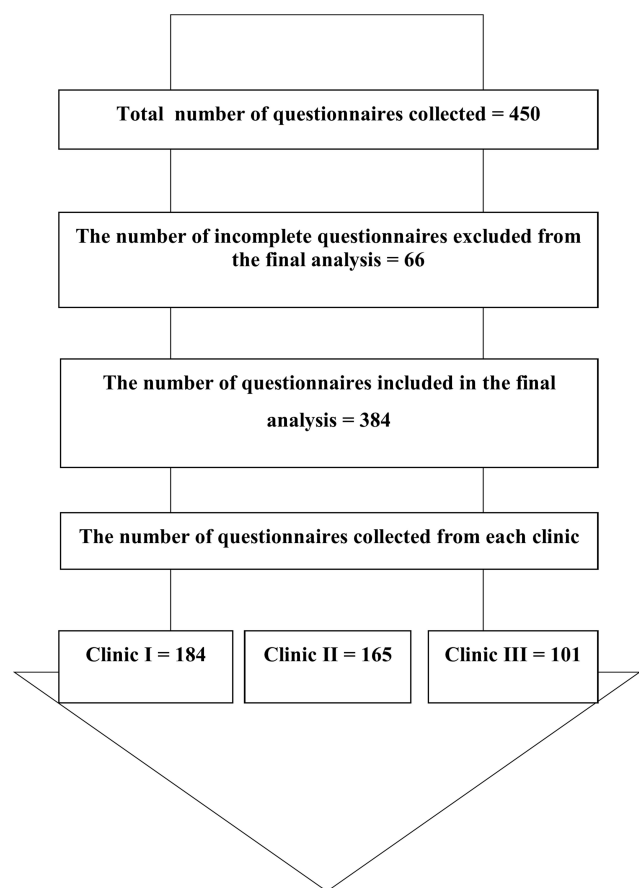 Total number of questionnaires collected = 450
The number of incomplete questionnaires excluded from
the final analysis = 66
The number of questionnaires included in the final
analysis = 384
The number of questionnaires collected from each clinic
Clinic I = 184
Clinic II = 165
Clinic III = 101